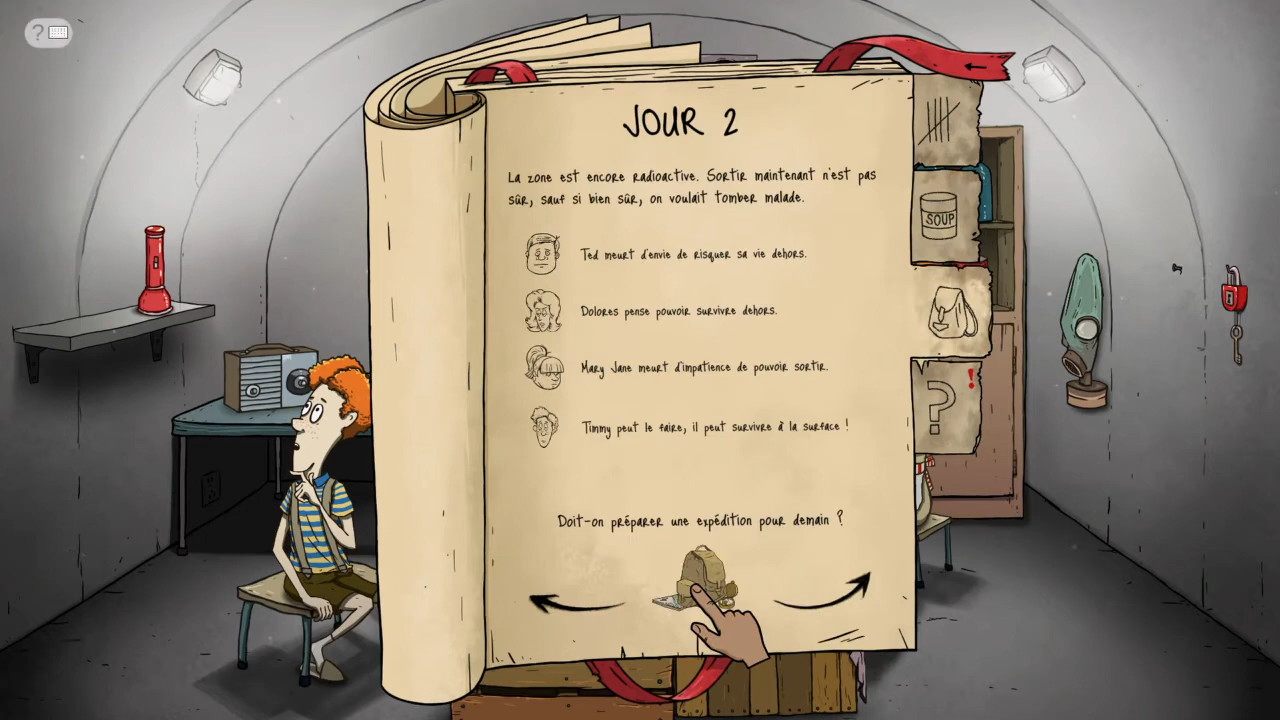 ?
JOUR 2
La zone est encore radioactive. Sortir maintenant n'est pas
sûr, sauf si bien sûr, on voulait tomber malade.
SOUP
Ted meurt d'envie de risquer sa vie dehors.
Dolores pense pouvoir survivre dehors.
Mary Jane meurt d'impatience de pouvoir sortir.
!
?
Timmy peut le faire, il peut survivre à la surface !
Doit-on préparer une expédition pour demain ?